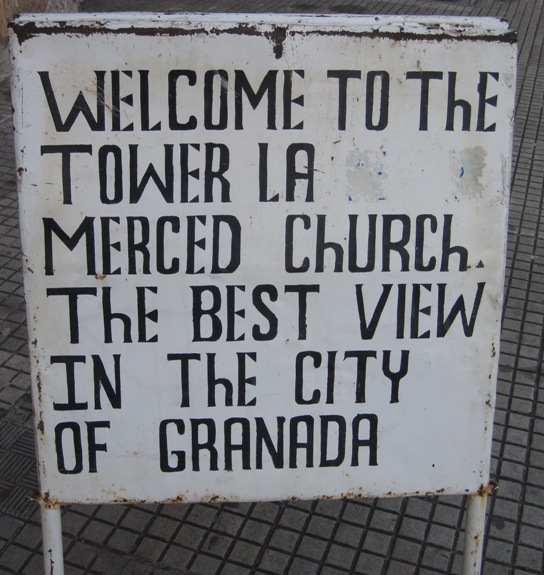 WELCOME TO ThE
TOWER LA
MERCED ChURCh.
ThE BEST VIEW
IN ThE CITY
OF GRANADA